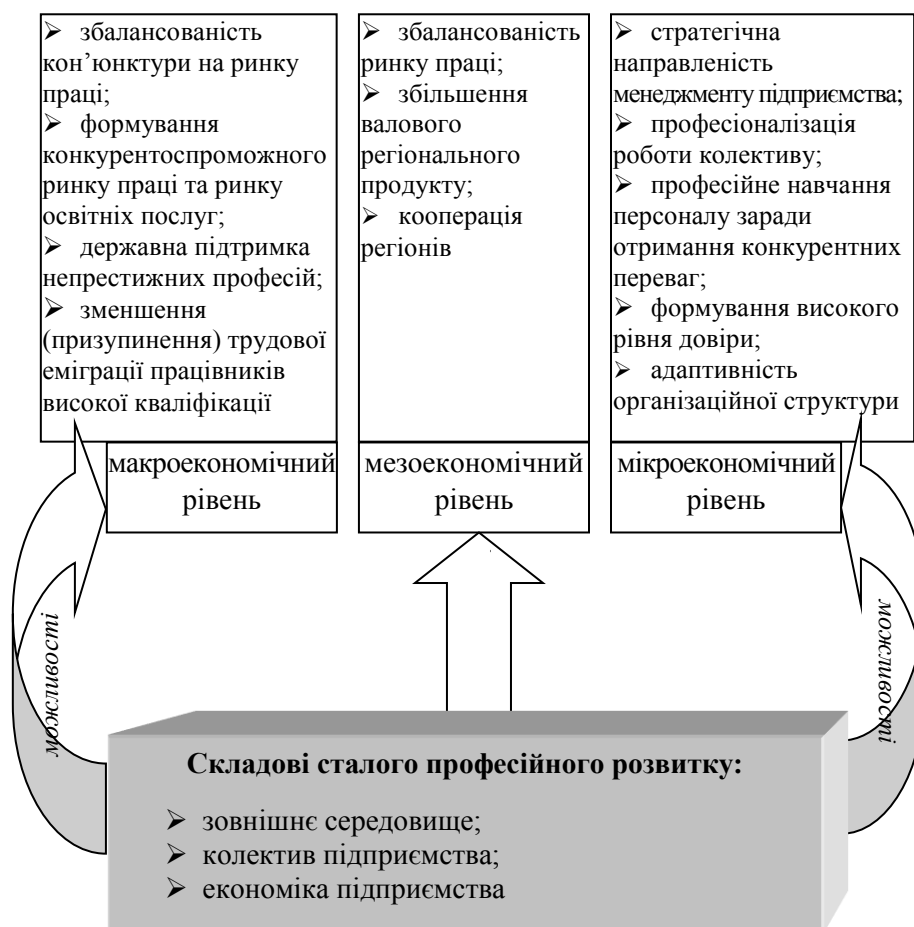 ➢ збалансованість
кон’юнктури на ринку
праці;
➢ формування
конкурентоспроможного
ринку праці та ринку
освітніх послуг;
➢ державна підтримка
непрестижних професій;
➢ зменшення
(призупинення) трудової
еміграції працівників
високої кваліфікації
макроекономічний
рівень
➢ збалансованість
ринку праці;
➢ збільшення
валового
регіонального
продукту;
➢ кооперація
регіонів
мезоекономічний
рівень
➢ стратегічна
направленість
менеджменту підприємства;
➢ професіоналізація
роботи колективу;
➢ професійне навчання
персоналу заради
отримання конкурентних
переваг;
➢ формування високого
рівня довіри;
➢ адаптивність
організаційної структури
мікроекономічний
рівень
можливості
можливості
Складові сталого професійного розвитку:
➢ зовнішнє середовище;
➢ колектив підприємства;
➢ економіка підприємства